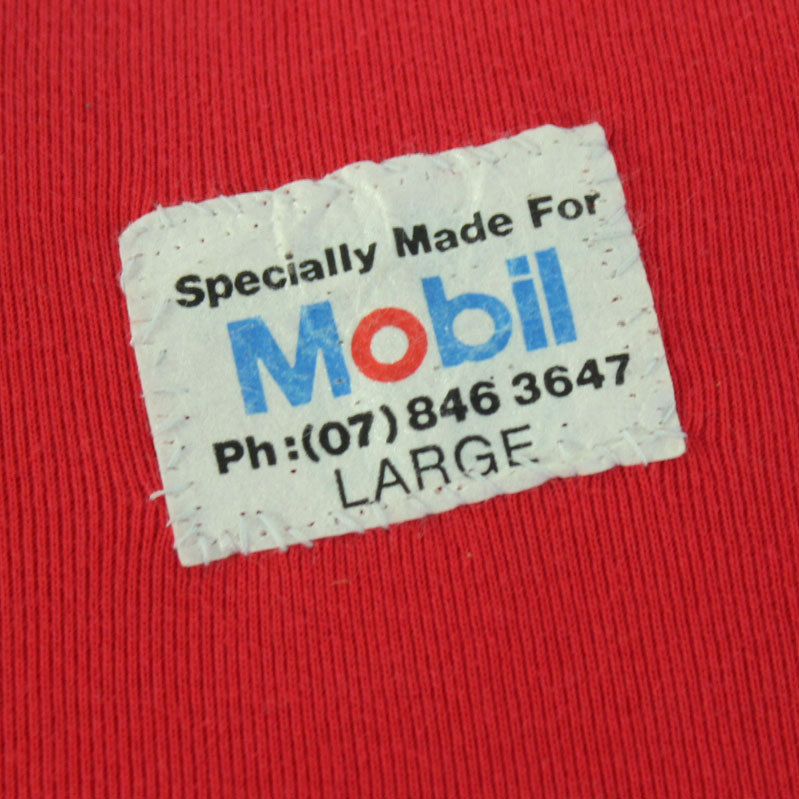 Specially Made For
Mobil
Ph:(07) 846 3647
LARGE